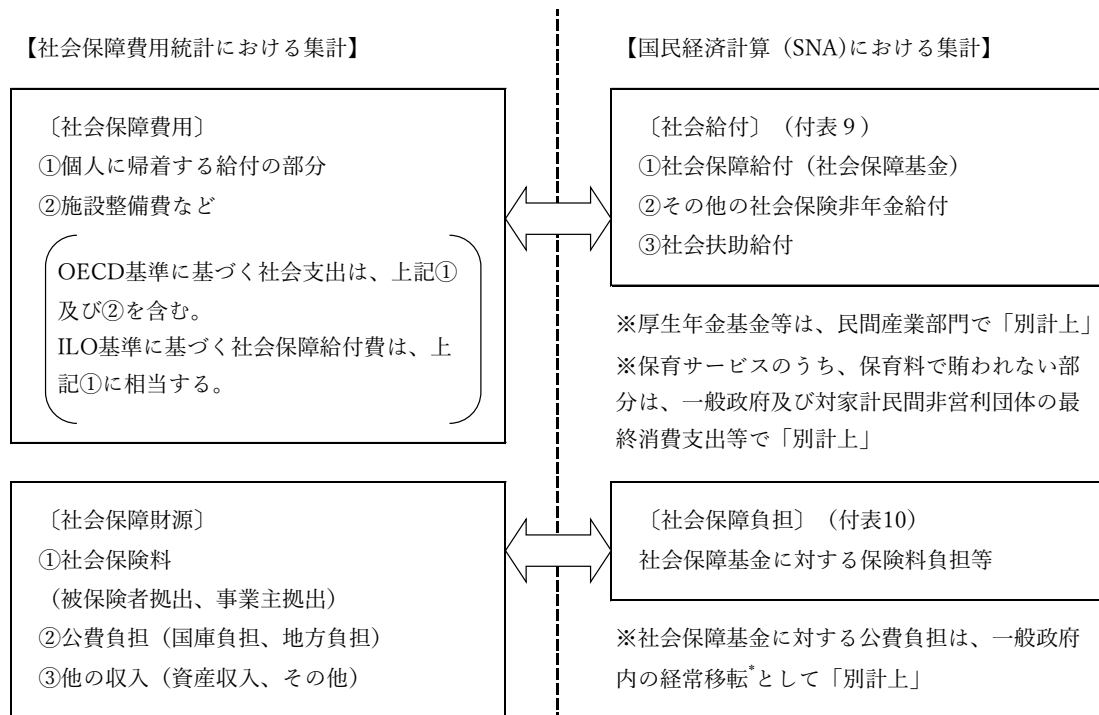 【社会保障費用統計における集計】
〔社会保障費用〕
①個人に帰着する給付の部分
②施設整備費など
OECD基準に基づく社会支出は、上記①
及び②を含む。
ILO基準に基づく社会保障給付費は、上
記①に相当する。
〔社会保障財源〕
①社会保険料
（被保険者拠出、事業主拠出）
②公費負担（国庫負担、地方負担）
③他の収入（資産収入、その他）
【国民経済計算（SNA)における集計】
〔社会給付〕（付表９）
①社会保障給付（社会保障基金）
②その他の社会保険非年金給付
③社会扶助給付
※厚生年金基金等は、民間産業部門で「別計上」
※保育サービスのうち、保育料で賄われない部
分は、一般政府及び対家計民間非営利団体の最
終消費支出等で「別計上」
〔社会保障負担〕（付表10）
社会保障基金に対する保険料負担等
※社会保障基金に対する公費負担は、一般政府
内の経常移転*として「別計上」